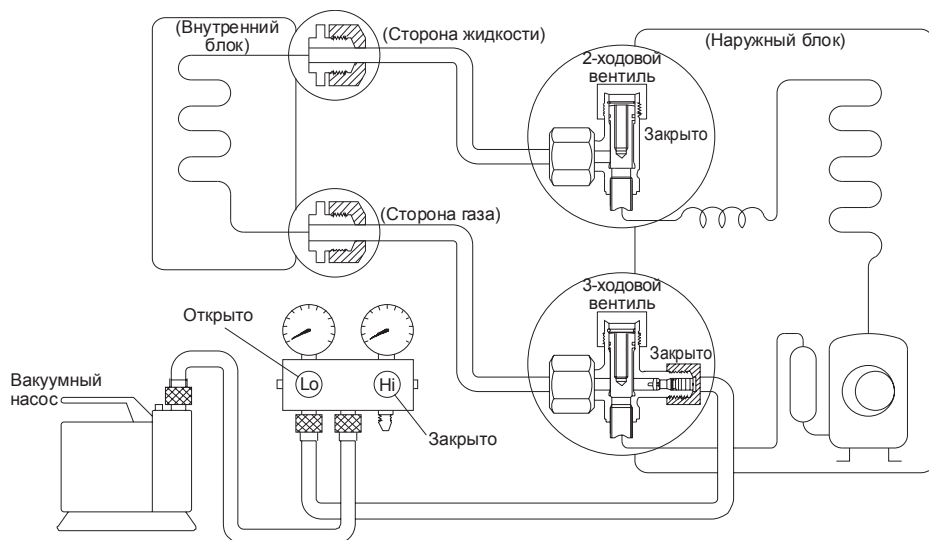 (Внутренний
блок)
(Сторона жидкости)
2-ходовой
вентиль
(Наружный блок)
Закрыто
(Сторона газа)
3-ходовой
вентиль
Закрыто
Открыто
Lo
Hi
Вакуумный
насос
Закрыто